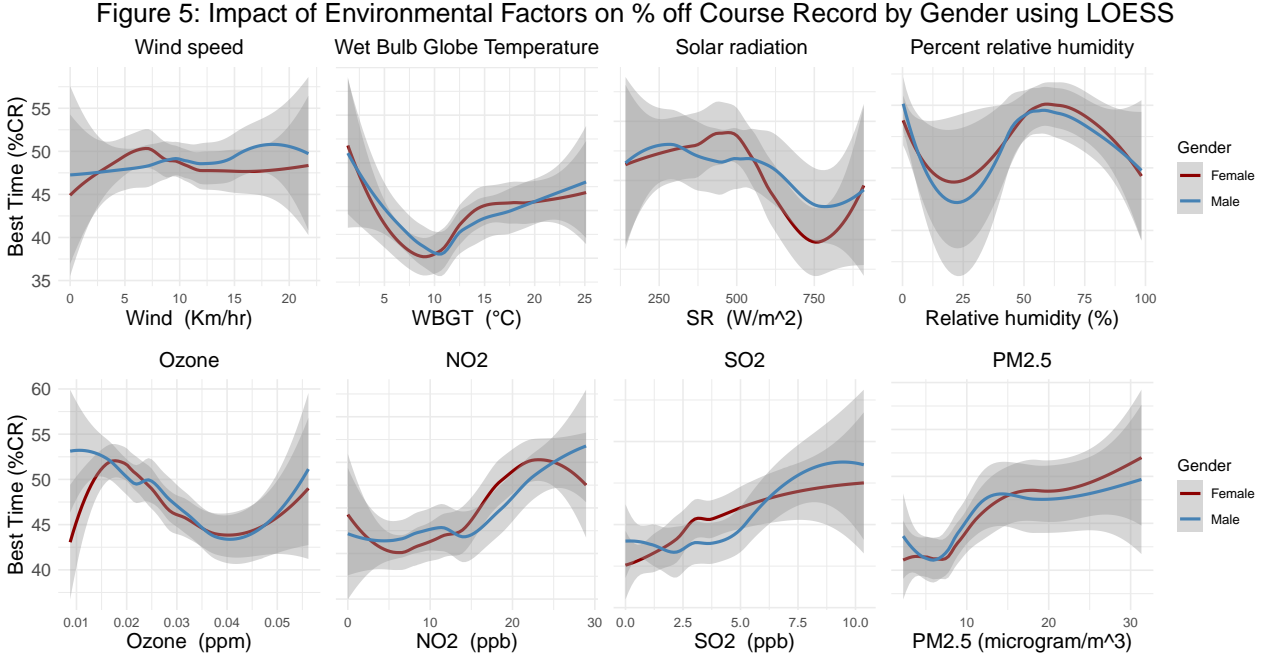 Figure 5: Impact of Environmental Factors on % off Course Record by Gender using LOESS
Wind speed
Wet Bulb Globe Temperature
Solar radiation
Percent relative humidity
Best Time (%CR)
55
50
45
40
35
0 5 10 15 20
5 10 15 20 25
250 500 750
0 25 50 75 100
Wind (Km/hr)
WBGT (°C)
SR (W/m^2)
Relative humidity (%)
Gender
Female
Male
Ozone
NO2
SO2
PM2.5
Best Time (%CR)
60
55
50
45
40
0.01 0.02 0.03 0.04 0.05
0 10 20 30
0.0 2.5 5.0 7.5 10.0
10 20 30
Ozone (ppm)
NO2 (ppb)
SO2 (ppb)
PM2.5 (microgram/m^3)
Gender
Female
Male